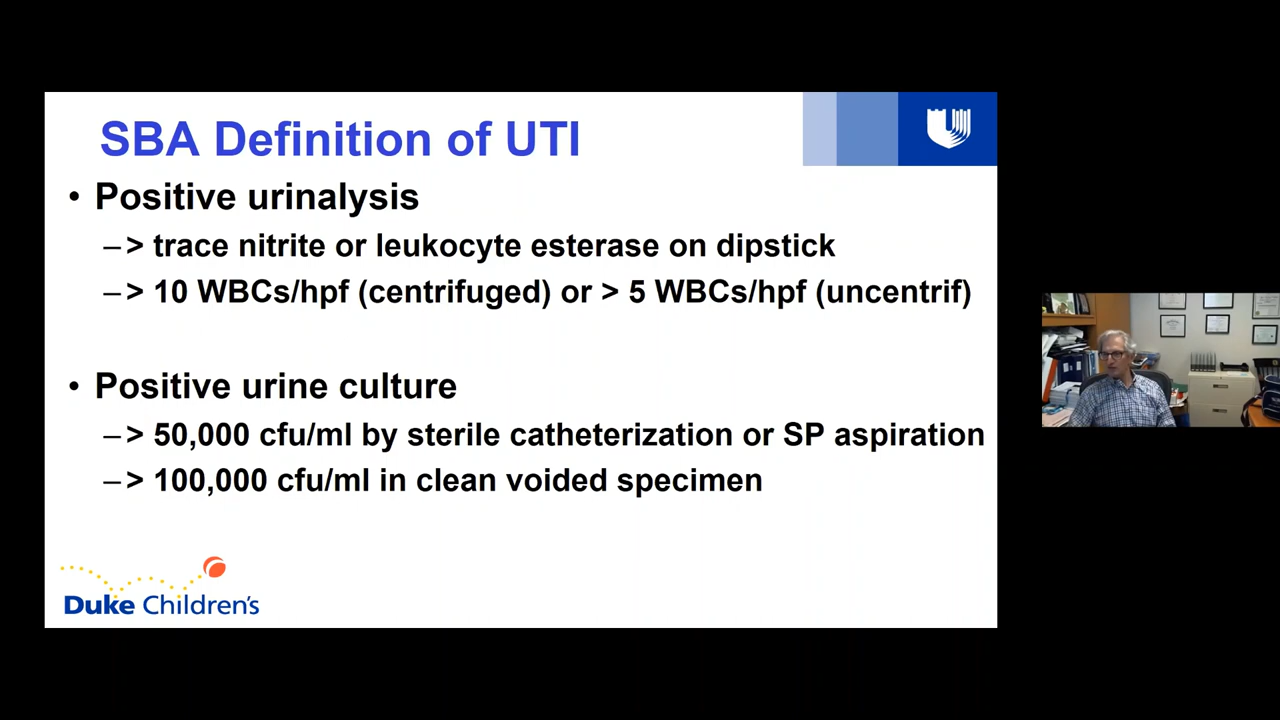 SBA Definition of UTI
• Positive urinalysis
–> trace nitrite or leukocyte esterase on dipstick
–> 10 WBCs/hpf (centrifuged) or > 5 WBCs/hpf (uncentrif)
• Positive urine culture
–> 50,000 cfu/ml by sterile catheterization or SP aspiration
–> 100,000 cfu/ml in clean voided specimen
Duke Children's